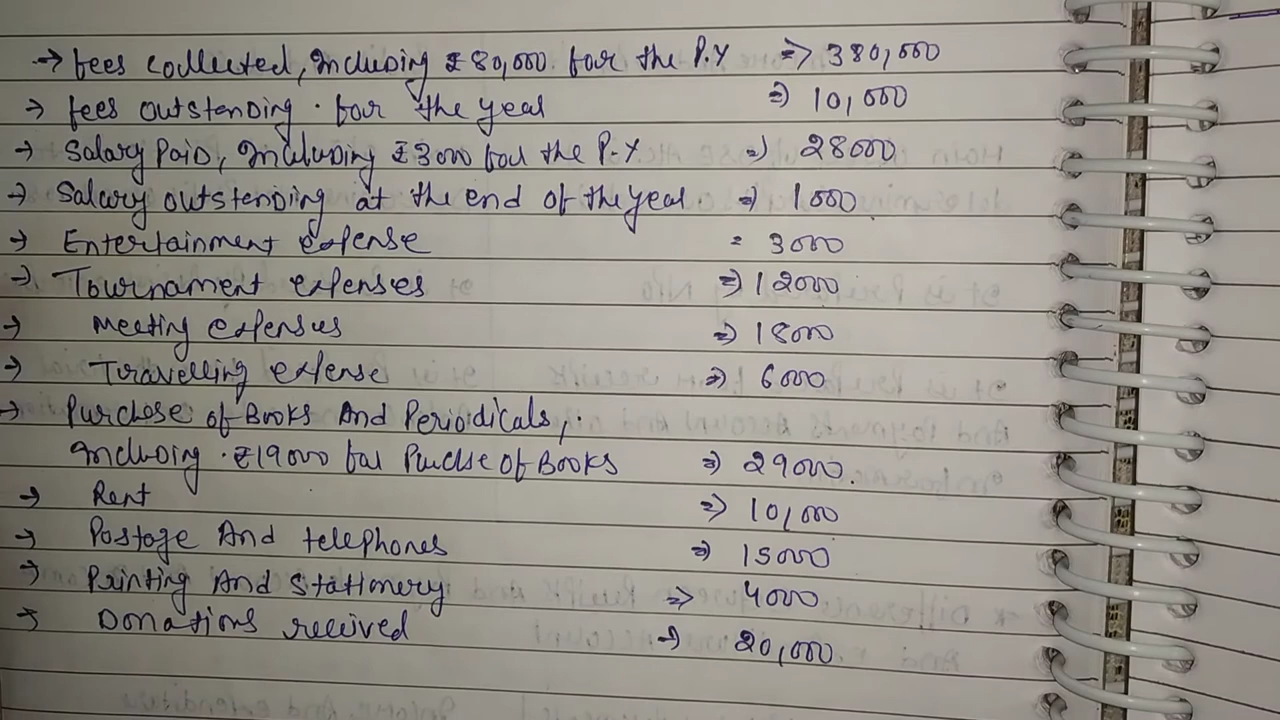 → fees collected, Including ₹80,000 for the P.Y => 380,000
→ fees outstanding . for the year => 10,000
→ Salary Paid, Including ₹3000 for the P.Y => 28000
→ Salary outstanding at the end of the year. => 1000
→ Entertainment expense = 3000
→ Tournament expenses => 12000
→ Meeting expenses => 18000
→ Travelling expense => 6000
→ Purchase of Books And Periodicals,
Including ₹19000 for Purchse of Books => 29000.
→ Rent => 10,000
→ Postage And telephones => 15000
→ Printing And Stationery => 4000
→ Donations received → 20,000